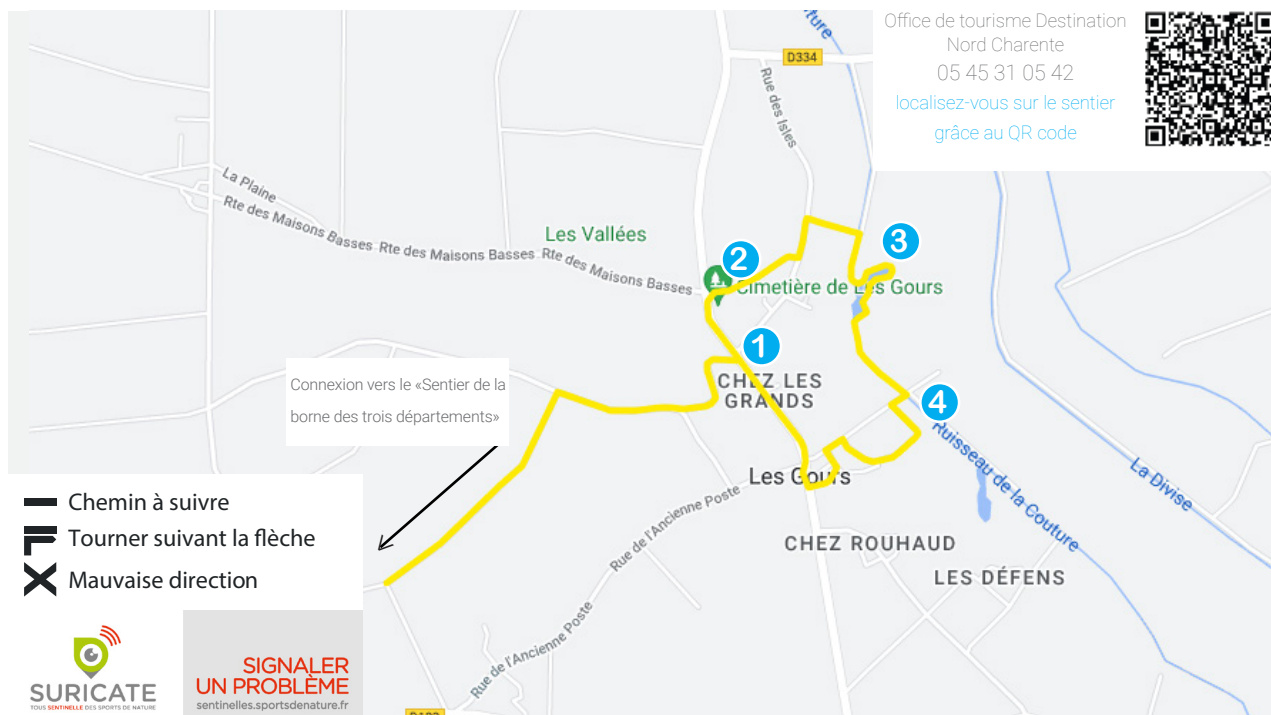 Office de tourisme Destination
Nord Charente
05 45 31 05 42
localisez-vous sur le sentier
grâce au QR code
uture
D334
Rue des Isles
La Plaine
Rte des Maisons Basses Rte des Maisons Basses Rte des Maisons Basses
Les Vallées
Rte des Maisons Basses
2
3
Cimetière de Les Gours
1
CHEZ LES
GRANDS
Connexion vers le «Sentier de la
borne des trois départements»
4
Ruisseau de la Couture
La Divise
Les Gours
Rue de l'Ancienne Poste
CHEZ ROUHAUD
LES DÉFENS
Rue de l'Ancienne Poste
Chemin à suivre
Tourner suivant la flèche
Mauvaise direction
SURICATE
TOUS SENTINELLE DES SPORTS DE NATURE
SIGNALER
UN PROBLÈME
sentinelles.sportsdenature.fr